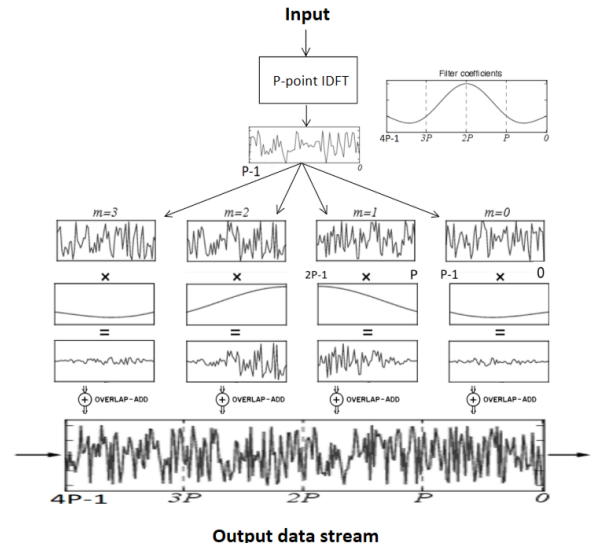 Input
P-point IDFT
Filter coefficients
4P-1 3P 2P P 0
P-1 0
m=3 m=2 m=1 m=0
× × 2P-1 × P P-1 × 0
= = = =
+ OVERLAP-ADD + OVERLAP-ADD + OVERLAP-ADD + OVERLAP-ADD
4P-1 3P 2P P 0
Output data stream